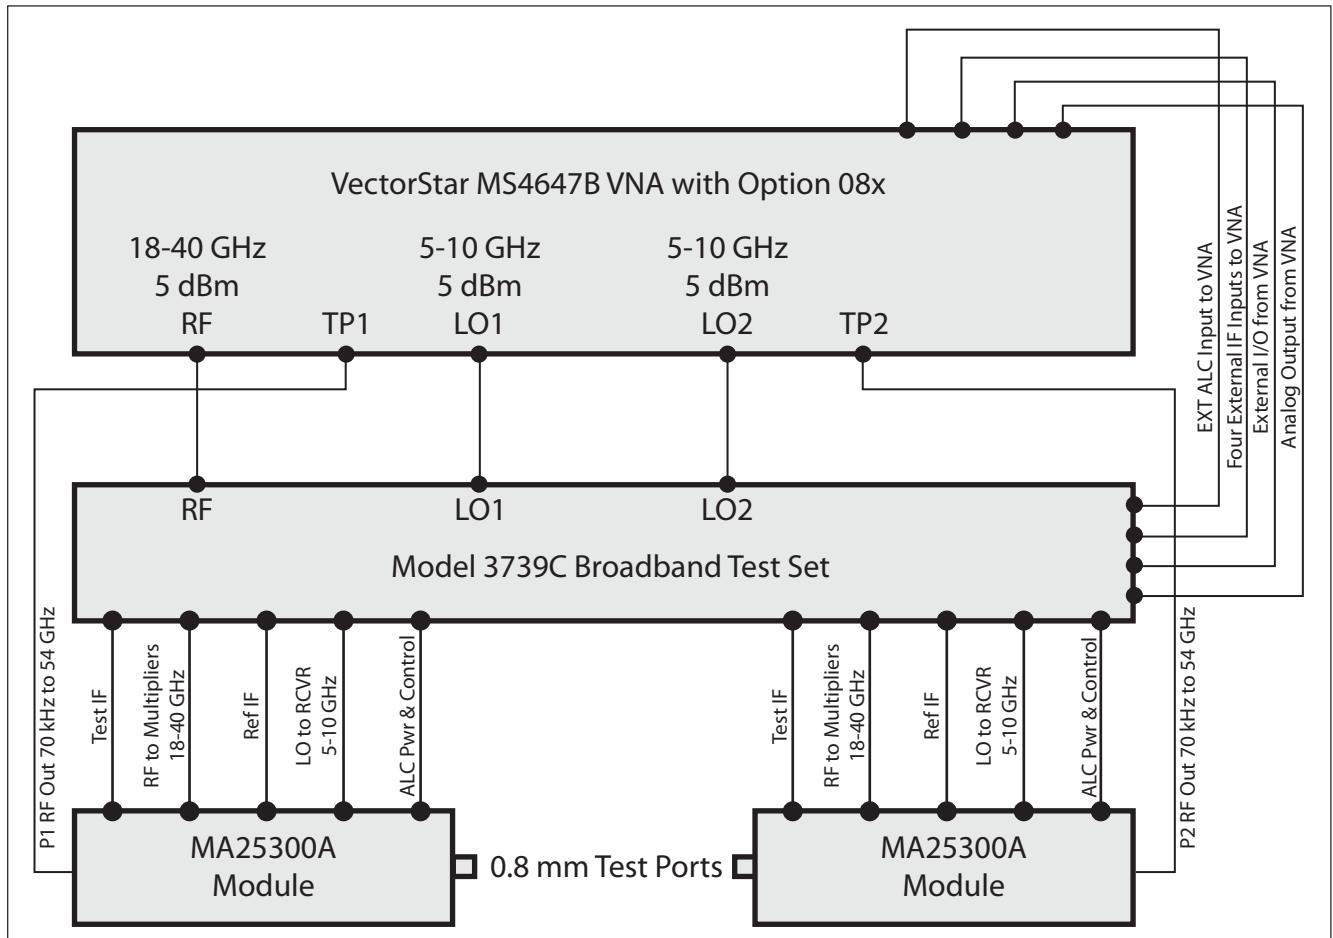 VectorStar MS4647B VNA with Option 08x
18-40 GHz
5 dBm
RF
TP1
5-10 GHz
5 dBm
LO1
5-10 GHz
5 dBm
LO2
TP2
EXT ALC Input to VNA
Four External IF Inputs to VNA
External I/O from VNA
Analog Output from VNA
RF
LO1
LO2
Model 3739C Broadband Test Set
P1 RF Out 70 kHz to 54 GHz
Test IF
RF to Multipliers
18-40 GHz
Ref IF
LO to RCVR
5-10 GHz
ALC Pwr & Control
Test IF
RF to Multipliers
18-40 GHz
Ref IF
LO to RCVR
5-10 GHz
ALC Pwr & Control
P2 RF Out 70 kHz to 54 GHz
MA25300A
Module
0.8 mm Test Ports
MA25300A
Module